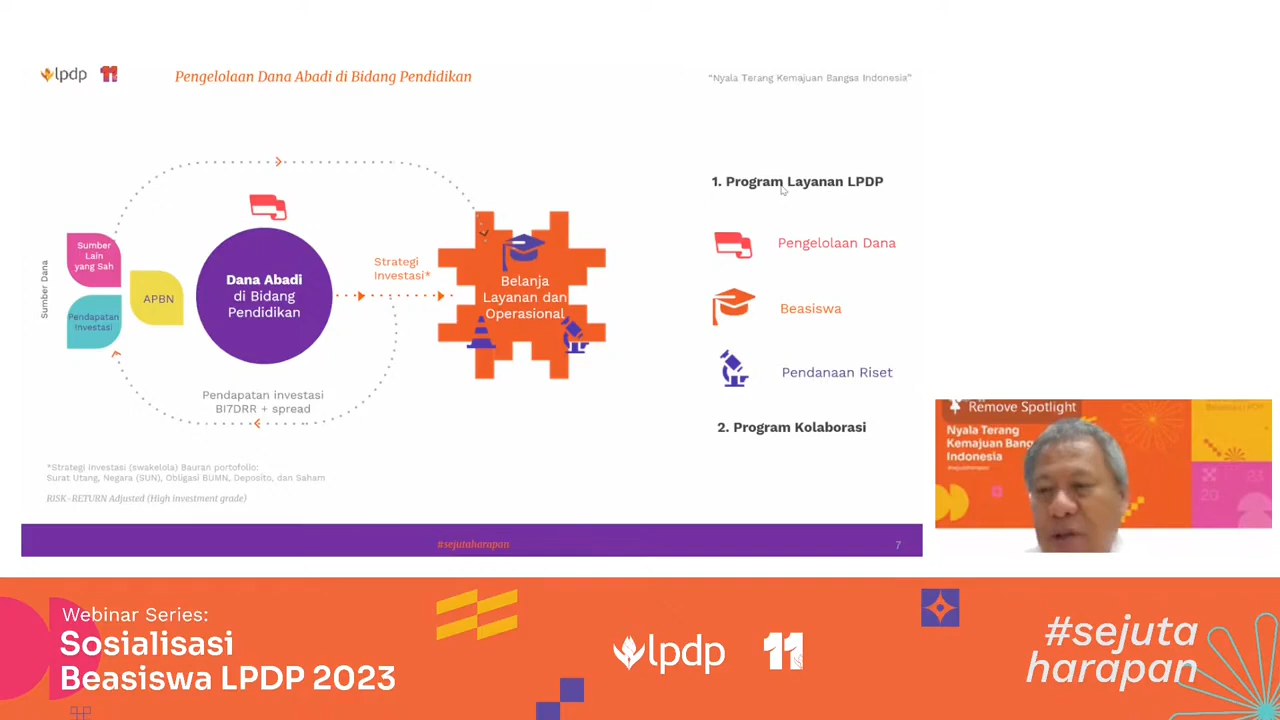 lpdp 11
Pengelolaan Dana Abadi di Bidang Pendidikan
“Nyala Terang Kemajuan Bangsa Indonesia”
Sumber Dana
Sumber
Lain
yang Sah
Pendapatan
Investasi
APBN
Dana Abadi
di Bidang
Pendidikan
Strategi
Investasi*
Belanja
Layanan dan
Operasional
Pendapatan investasi
BI7DRR + spread
*Strategi investasi (swakelola) Bauran portofolio:
Surat Utang, Negara (SUN), Obligasi BUMN, Deposito, dan Saham
RISK-RETURN Adjusted (High investment grade)
1. Program Layanan LPDP
Pengelolaan Dana
Beasiswa
Pendanaan Riset
2. Program Kolaborasi
#sejutaharapan
7
Remove Spotlight
Nyala Terang
Kemajuan Bang
Indonesia
#sejutaharapan
23
20
Webinar Series:
Sosialisasi
Beasiswa LPDP 2023
lpdp 11
#sejuta
harapan